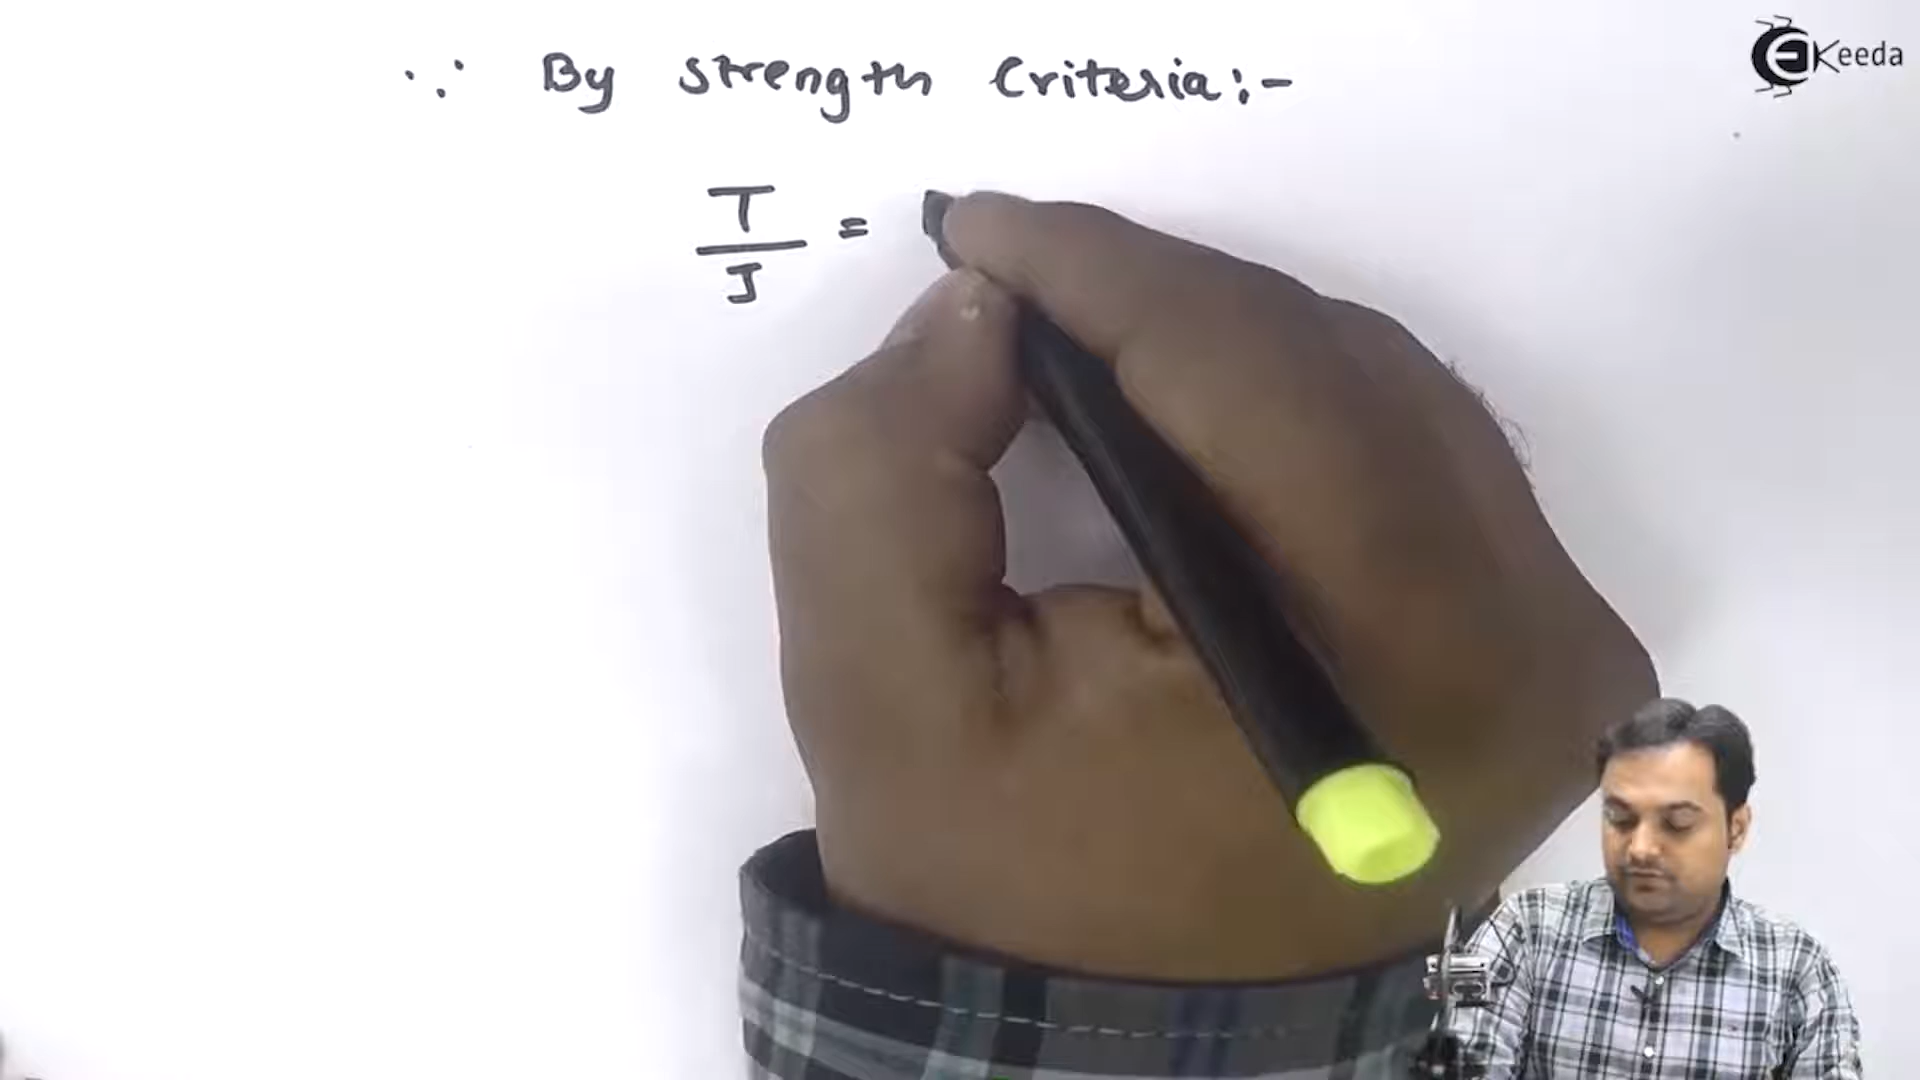 ∵ By strength Criteria:-
EKeeda
T
J
=